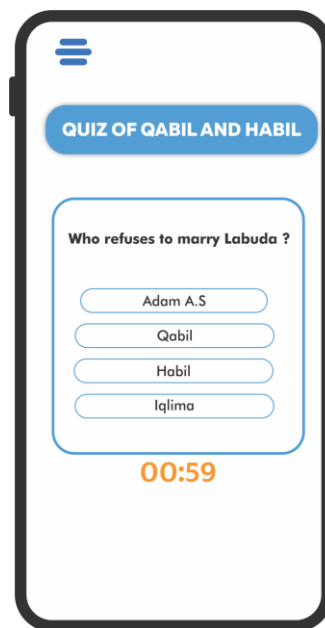 QUIZ OF QABIL AND HABIL
Who refuses to marry Labuda ?
Adam A.S
Qabil
Habil
Iqlima
00:59